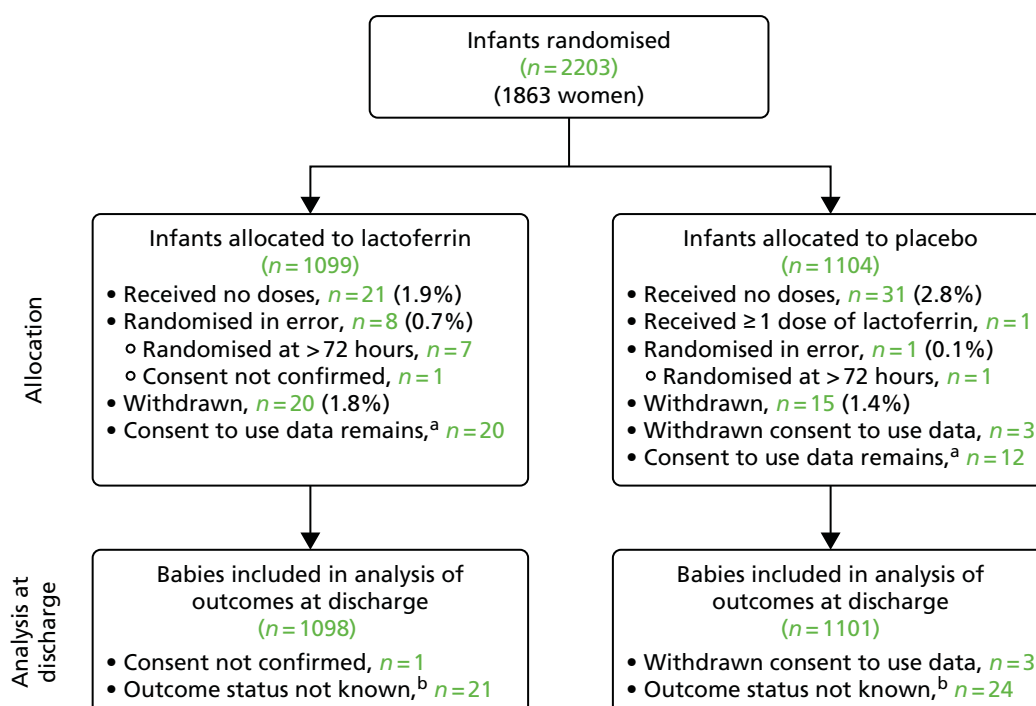 Infants randomised
(n=2203)
(1863 women)
Allocation
Infants allocated to lactoferrin
(n=1099)
• Received no doses, n=21 (1.9%)
• Randomised in error, n=8 (0.7%)
Randomised at >72 hours, n=7
Consent not confirmed, n=1
• Withdrawn, n=20 (1.8%)
• Consent to use data remains,a n=20
Infants allocated to placebo
(n=1104)
• Received no doses, n=31 (2.8%)
• Received ≥1 dose of lactoferrin, n=1
• Randomised in error, n=1 (0.1%)
Randomised at >72 hours, n=1
• Withdrawn, n=15 (1.4%)
• Withdrawn consent to use data, n=3
• Consent to use data remains,a n=12
Analysis at
discharge
Babies included in analysis of
outcomes at discharge
(n=1098)
• Consent not confirmed, n=1
• Outcome status not known,b n=21
Babies included in analysis of
outcomes at discharge
(n=1101)
• Withdrawn consent to use data, n=3
• Outcome status not known,b n=24